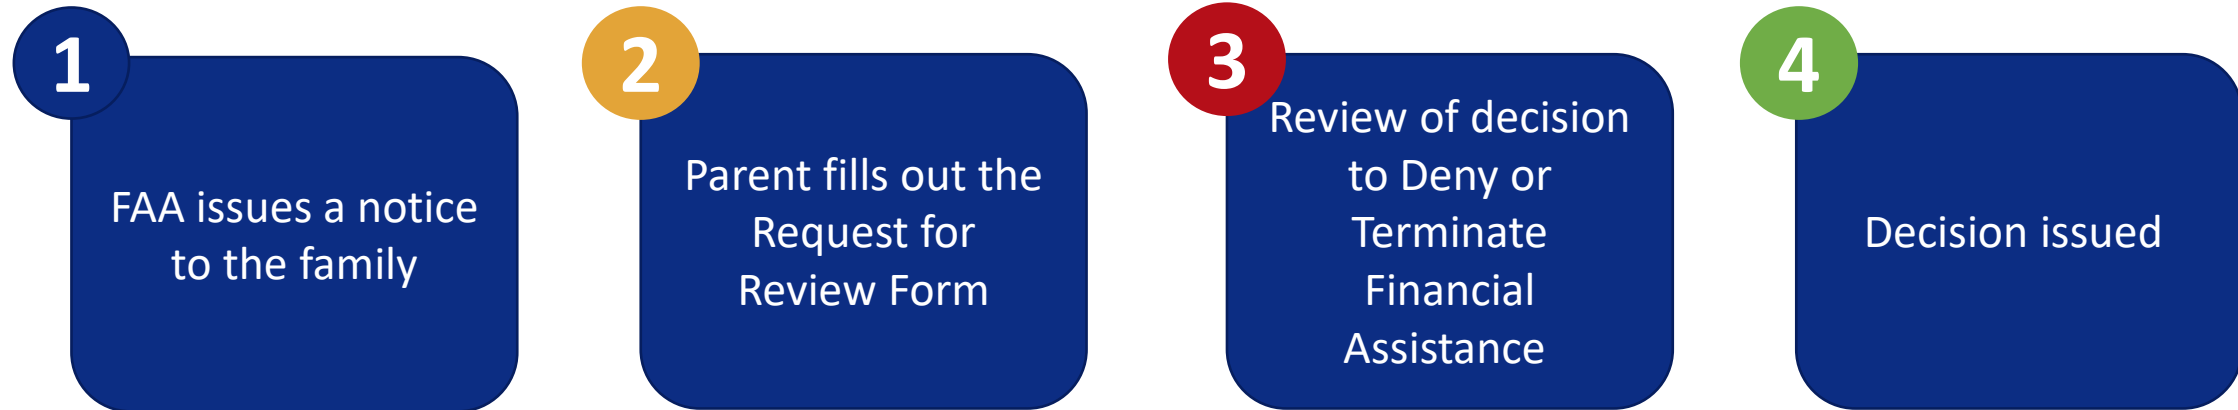 1
FAA issues a notice
to the family
2
Parent fills out the
Request for
Review Form
3
Review of decision
to Deny or
Terminate
Financial
Assistance
4
Decision issued